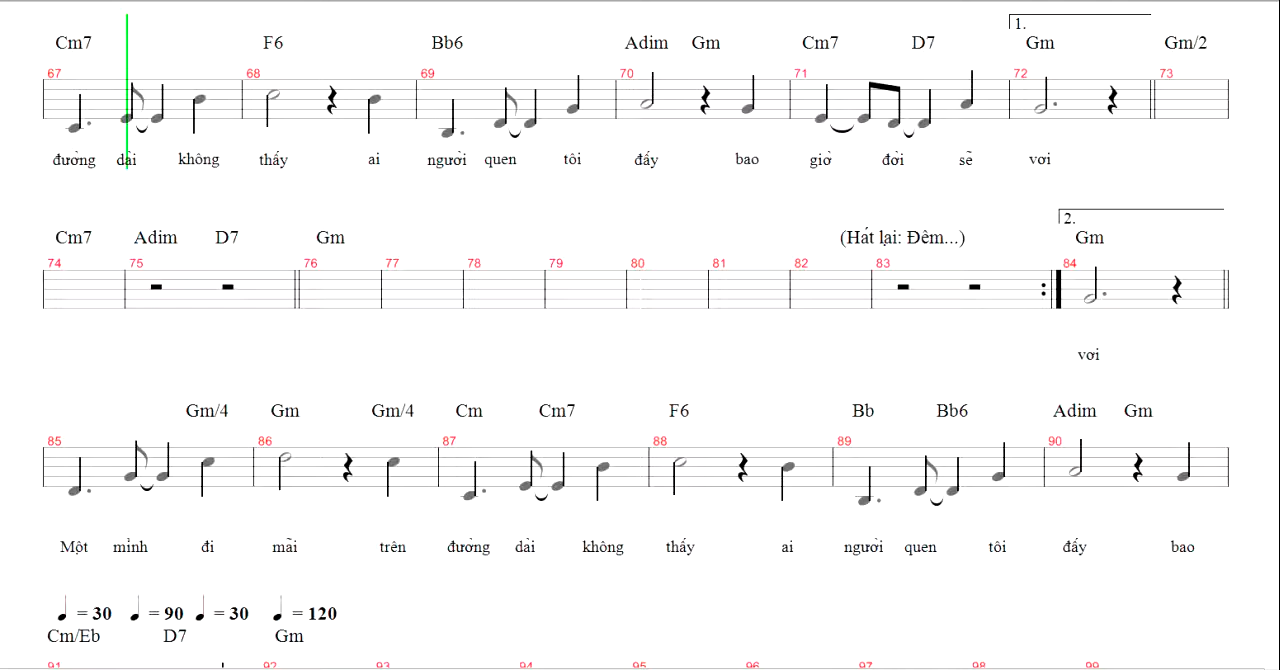 1.
Cm7 F6 Bb6 Adim Gm Cm7 D7 Gm Gm/2
67 68 69 70 71 72 73
đường dài không thấy ai người quen tôi đấy bao giờ đời sẽ vơi
2.
Cm7 Adim D7 Gm (Hát lại: Đêm...) Gm
74 75 76 77 78 79 80 81 82 83 84
vơi
Gm/4 Gm Gm/4 Cm Cm7 F6 Bb Bb6 Adim Gm
85 86 87 88 89 90
Một mình đi mãi trên đường dài không thấy ai người quen tôi đấy bao
= 30 = 90 = 30 = 120
Cm/Eb D7 Gm
91 92 93 94 95 96 97 98 99